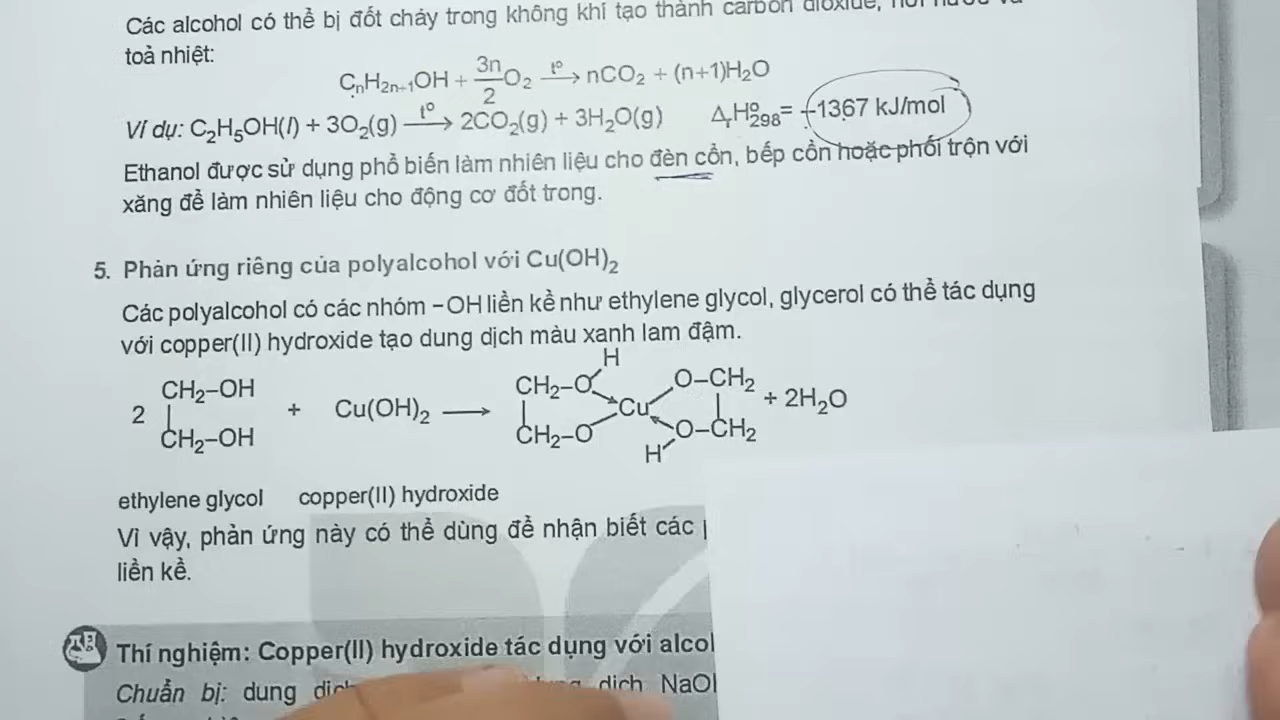 Các alcohol có thể bị đốt cháy trong không khí tạo thành carbon dioxide, hơi nước và
toả nhiệt:
CₙH₂ₙ₊₁OH + 3n/2 O₂ —t°→ nCO₂ + (n+1)H₂O
Ví dụ: C₂H₅OH(l) + 3O₂(g) —t°→ 2CO₂(g) + 3H₂O(g) ΔᵣH°₂₉₈ = –1367 kJ/mol
Ethanol được sử dụng phổ biến làm nhiên liệu cho đèn cồn, bếp cồn hoặc phối trộn với
xăng để làm nhiên liệu cho động cơ đốt trong.
5. Phản ứng riêng của polyalcohol với Cu(OH)₂
Các polyalcohol có các nhóm –OH liền kề như ethylene glycol, glycerol có thể tác dụng
với copper(II) hydroxide tạo dung dịch màu xanh lam đậm.
H
CH₂–OH CH₂–O O–CH₂
2 + Cu(OH)₂ → Cu + 2H₂O
CH₂–OH CH₂–O O–CH₂
H
ethylene glycol copper(II) hydroxide
Vì vậy, phản ứng này có thể dùng để nhận biết các
liền kề.
Thí nghiệm: Copper(II) hydroxide tác dụng với alcol
Chuẩn bị: dung dịch dịch NaOH